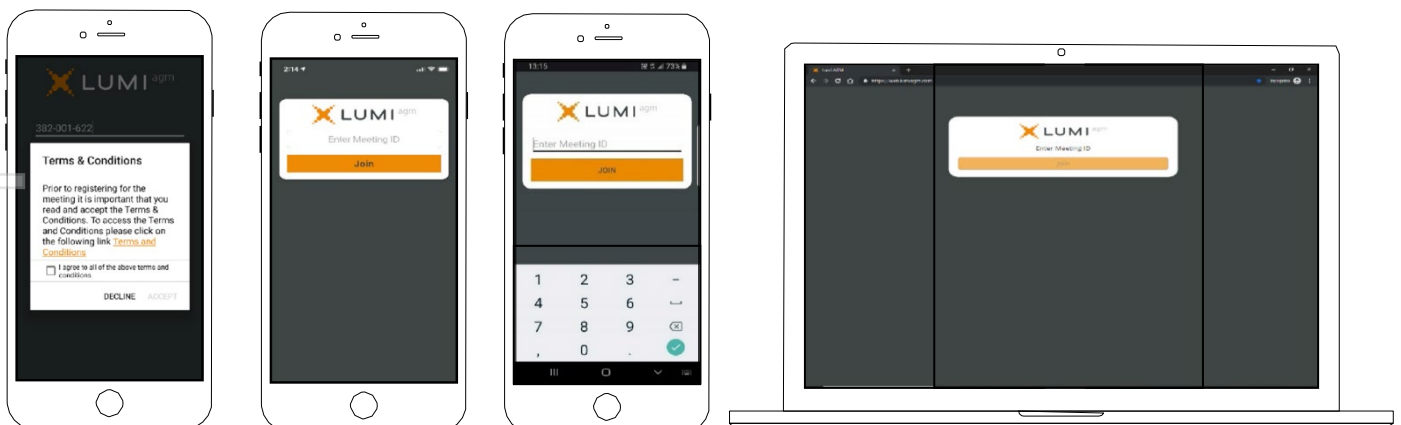 LUMI agm
382-001-622
Terms & Conditions
Prior to registering for the
meeting it is important that you
read and accept the Terms &
Conditions. To access the Terms
and Conditions please click on
the following link Terms and
Conditions
I agree to all of the above terms and
conditions
DECLINE ACCEPT
2:14
LUMI agm
Enter Meeting ID
Join
13:15 73%
LUMI agm
Enter Meeting ID
JOIN
1 2 3 -
4 5 6
7 8 9
, 0 .
LUMI agm
Enter Meeting ID
Join